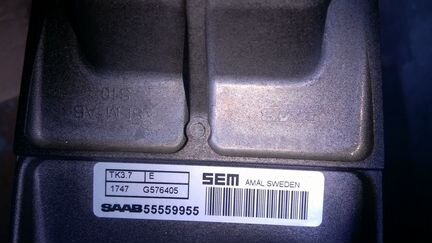 TK3.7 E
1747 G576405
SEM ÅMÅL SWEDEN
SAAB 55559955